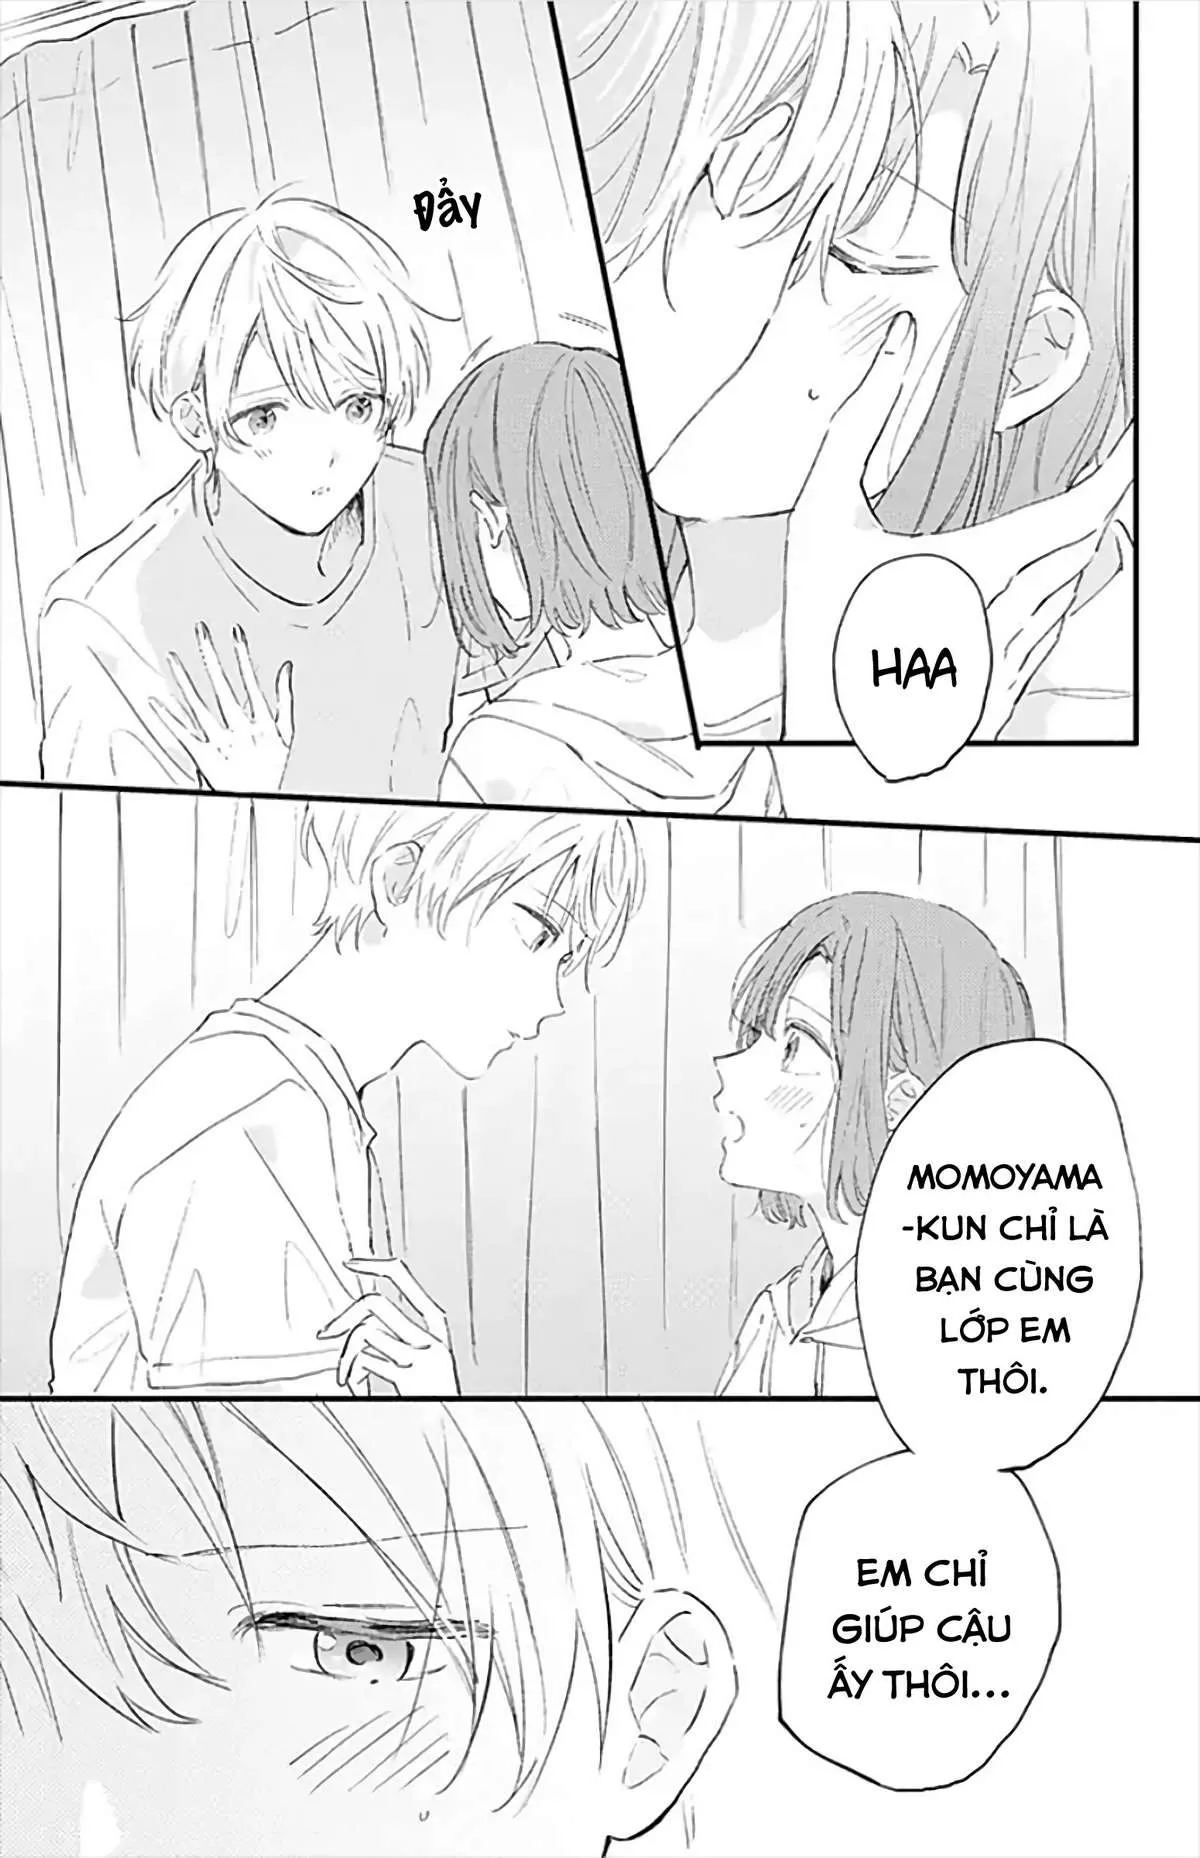 HAA
ĐẨY
MOMOYAMA
-KUN CHỈ LÀ
BẠN CÙNG
LỚP EM
THÔI.
EM CHỈ
GIÚP CẬU
ẤY THÔI...